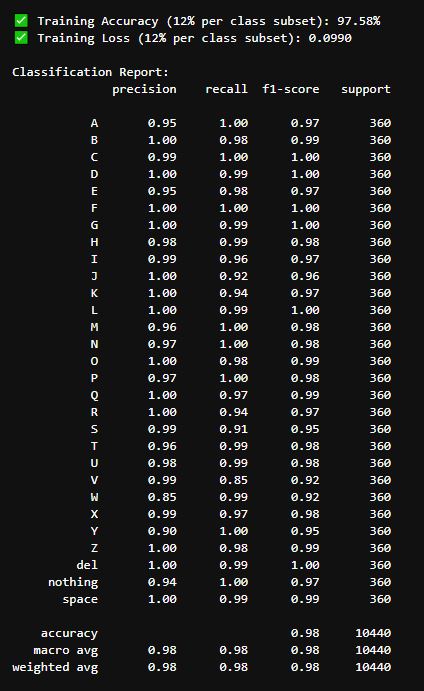 ✅ Training Accuracy (12% per class subset): 97.58%
✅ Training Loss (12% per class subset): 0.0990
Classification Report:
precision recall f1-score support
A 0.95 1.00 0.97 360
B 1.00 0.98 0.99 360
C 0.99 1.00 1.00 360
D 1.00 0.99 1.00 360
E 0.95 0.98 0.97 360
F 1.00 1.00 1.00 360
G 1.00 0.99 1.00 360
H 0.98 0.99 0.98 360
I 0.99 0.96 0.97 360
J 1.00 0.92 0.96 360
K 1.00 0.94 0.97 360
L 1.00 0.99 1.00 360
M 0.96 1.00 0.98 360
N 0.97 1.00 0.98 360
O 1.00 0.98 0.99 360
P 0.97 1.00 0.98 360
Q 1.00 0.97 0.99 360
R 1.00 0.94 0.97 360
S 0.99 0.91 0.95 360
T 0.96 0.99 0.98 360
U 0.98 0.99 0.98 360
V 0.99 0.85 0.92 360
W 0.85 0.99 0.92 360
X 0.99 0.97 0.98 360
Y 0.90 1.00 0.95 360
Z 1.00 0.98 0.99 360
del 1.00 0.99 1.00 360
nothing 0.94 1.00 0.97 360
space 1.00 0.99 0.99 360
accuracy 0.98 10440
macro avg 0.98 0.98 0.98 10440
weighted avg 0.98 0.98 0.98 10440